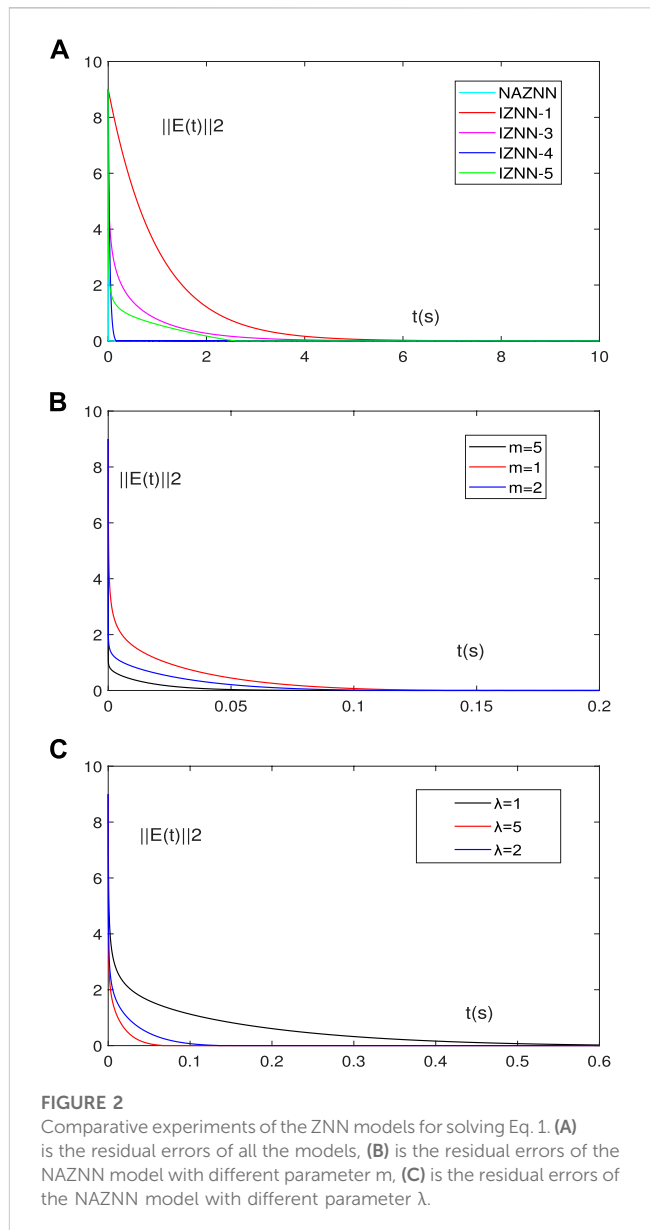 A
10
8
6
4
2
0
0 2 4 6 8 10
||E(t)||2
t(s)
NAZNN
IZNN-1
IZNN-3
IZNN-4
IZNN-5
B
10
8
6
4
2
0
0 0.05 0.1 0.15 0.2
||E(t)||2
t(s)
m=5
m=1
m=2
C
10
8
6
4
2
0
0 0.1 0.2 0.3 0.4 0.5 0.6
||E(t)||2
t(s)
λ=1
λ=5
λ=2
FIGURE 2
Comparative experiments of the ZNN models for solving Eq. 1. (A)
is the residual errors of all the models, (B) is the residual errors of the
NAZNN model with different parameter m, (C) is the residual errors of
the NAZNN model with different parameter λ.